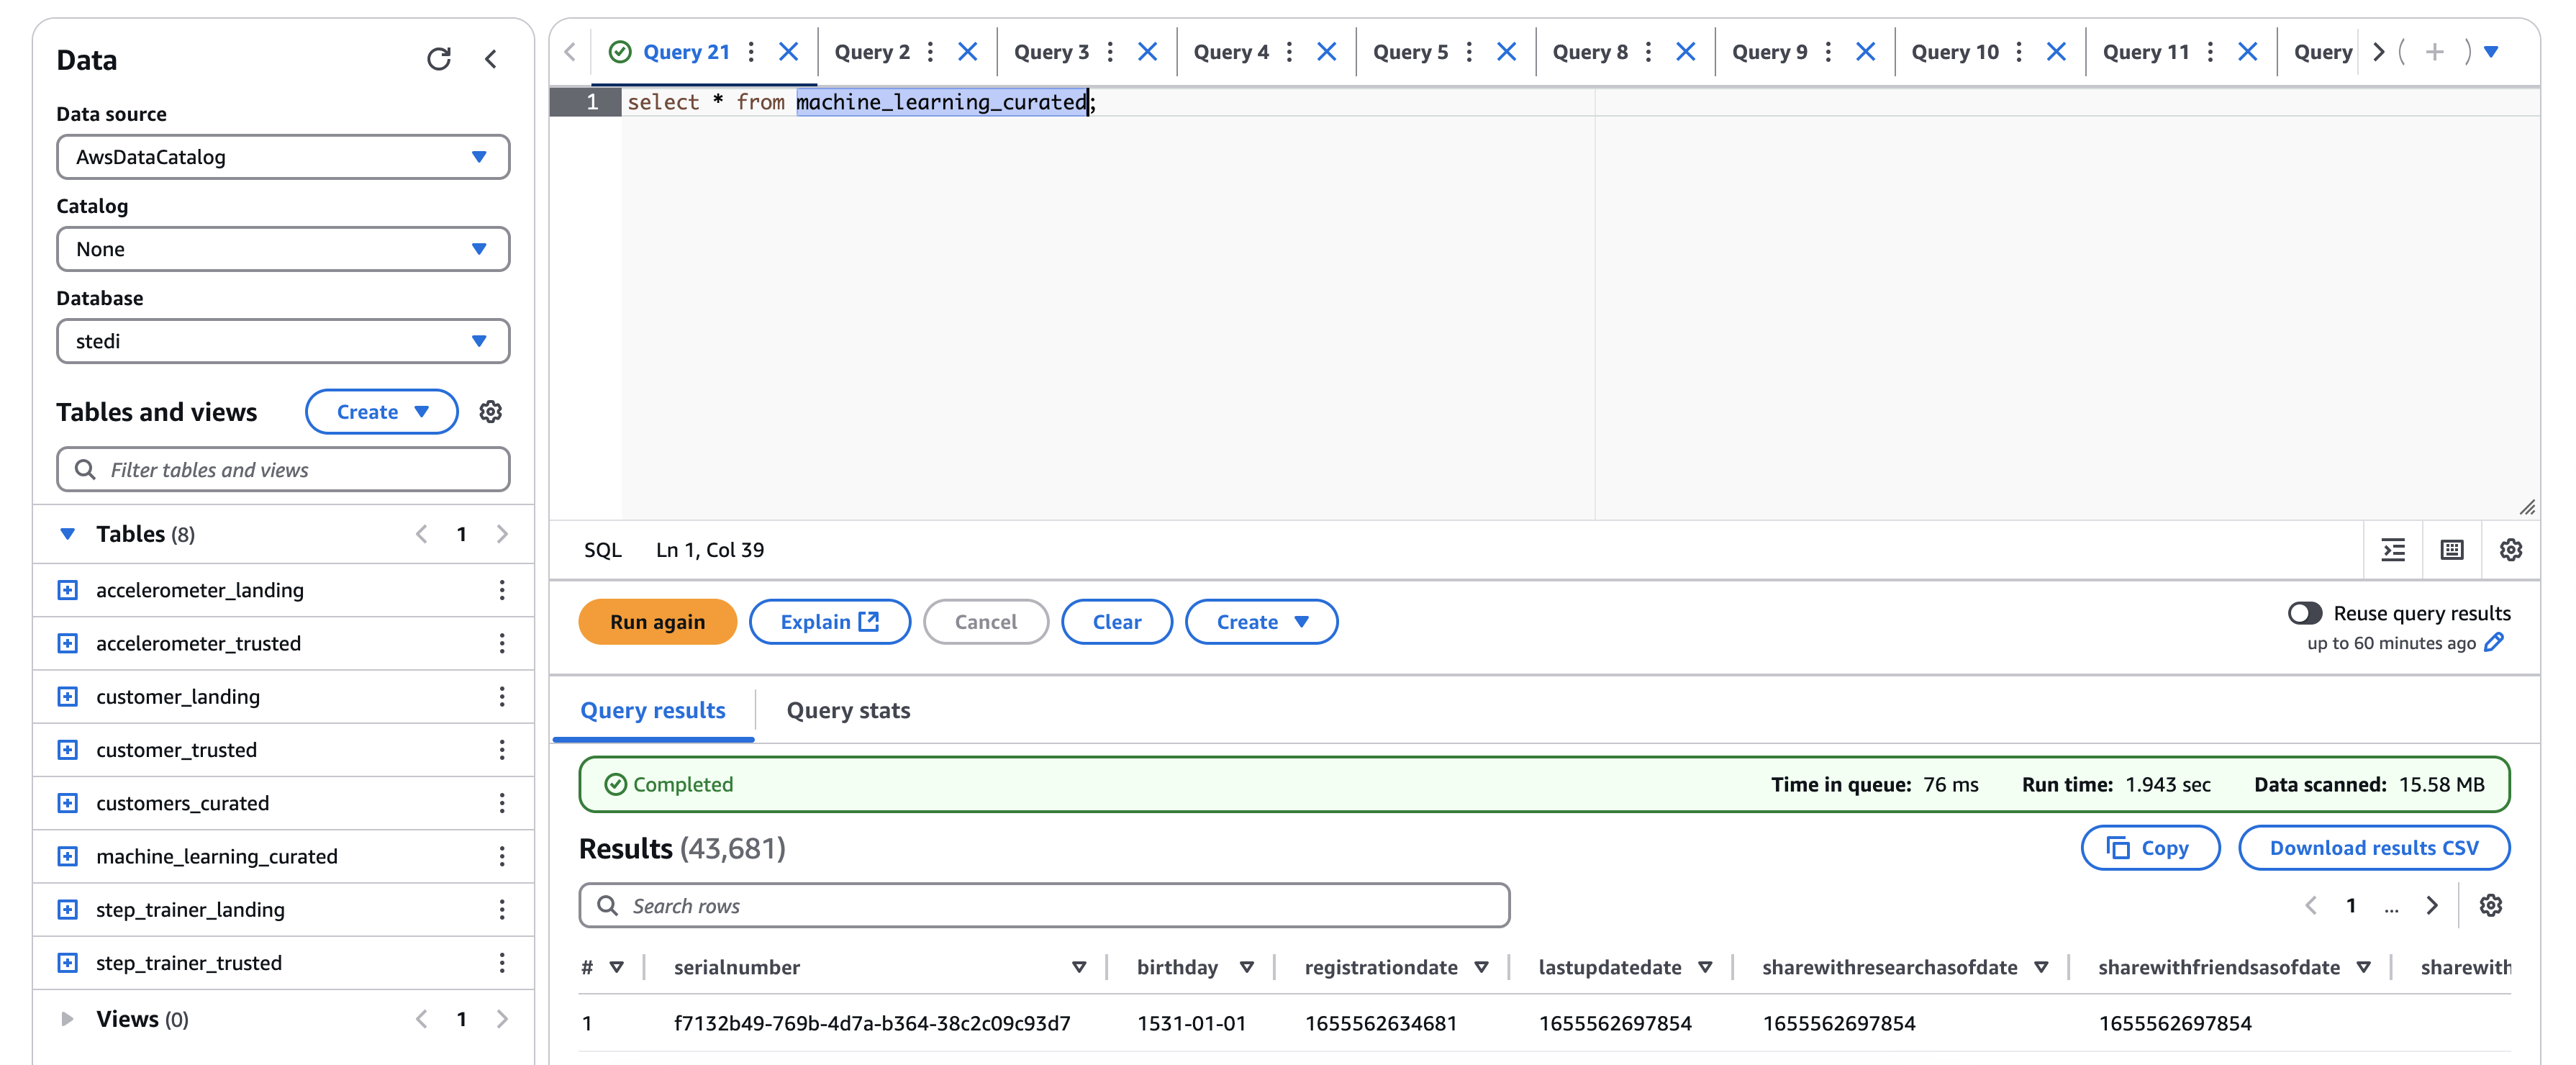 Data
Data source
AwsDataCatalog
Catalog
None
Database
stedi
Tables and views
Create
Filter tables and views
Tables (8)
1
accelerometer_landing
accelerometer_trusted
customer_landing
customer_trusted
customers_curated
machine_learning_curated
step_trainer_landing
step_trainer_trusted
Views (0)
1
Query 21 Query 2 Query 3 Query 4 Query 5 Query 8 Query 9 Query 10 Query 11 Query
1 select * from machine_learning_curated;
SQL Ln 1, Col 39
Run again Explain Cancel Clear Create
Reuse query results
up to 60 minutes ago
Query results Query stats
Completed Time in queue: 76 ms Run time: 1.943 sec Data scanned: 15.58 MB
Results (43,681) Copy Download results CSV
Search rows 1 ...
# serialnumber birthday registrationdate lastupdatedate sharewithresearchasofdate sharewithfriendsasofdate sharewith
1 f7132b49-769b-4d7a-b364-38c2c09c93d7 1531-01-01 1655562634681 1655562697854 1655562697854 1655562697854